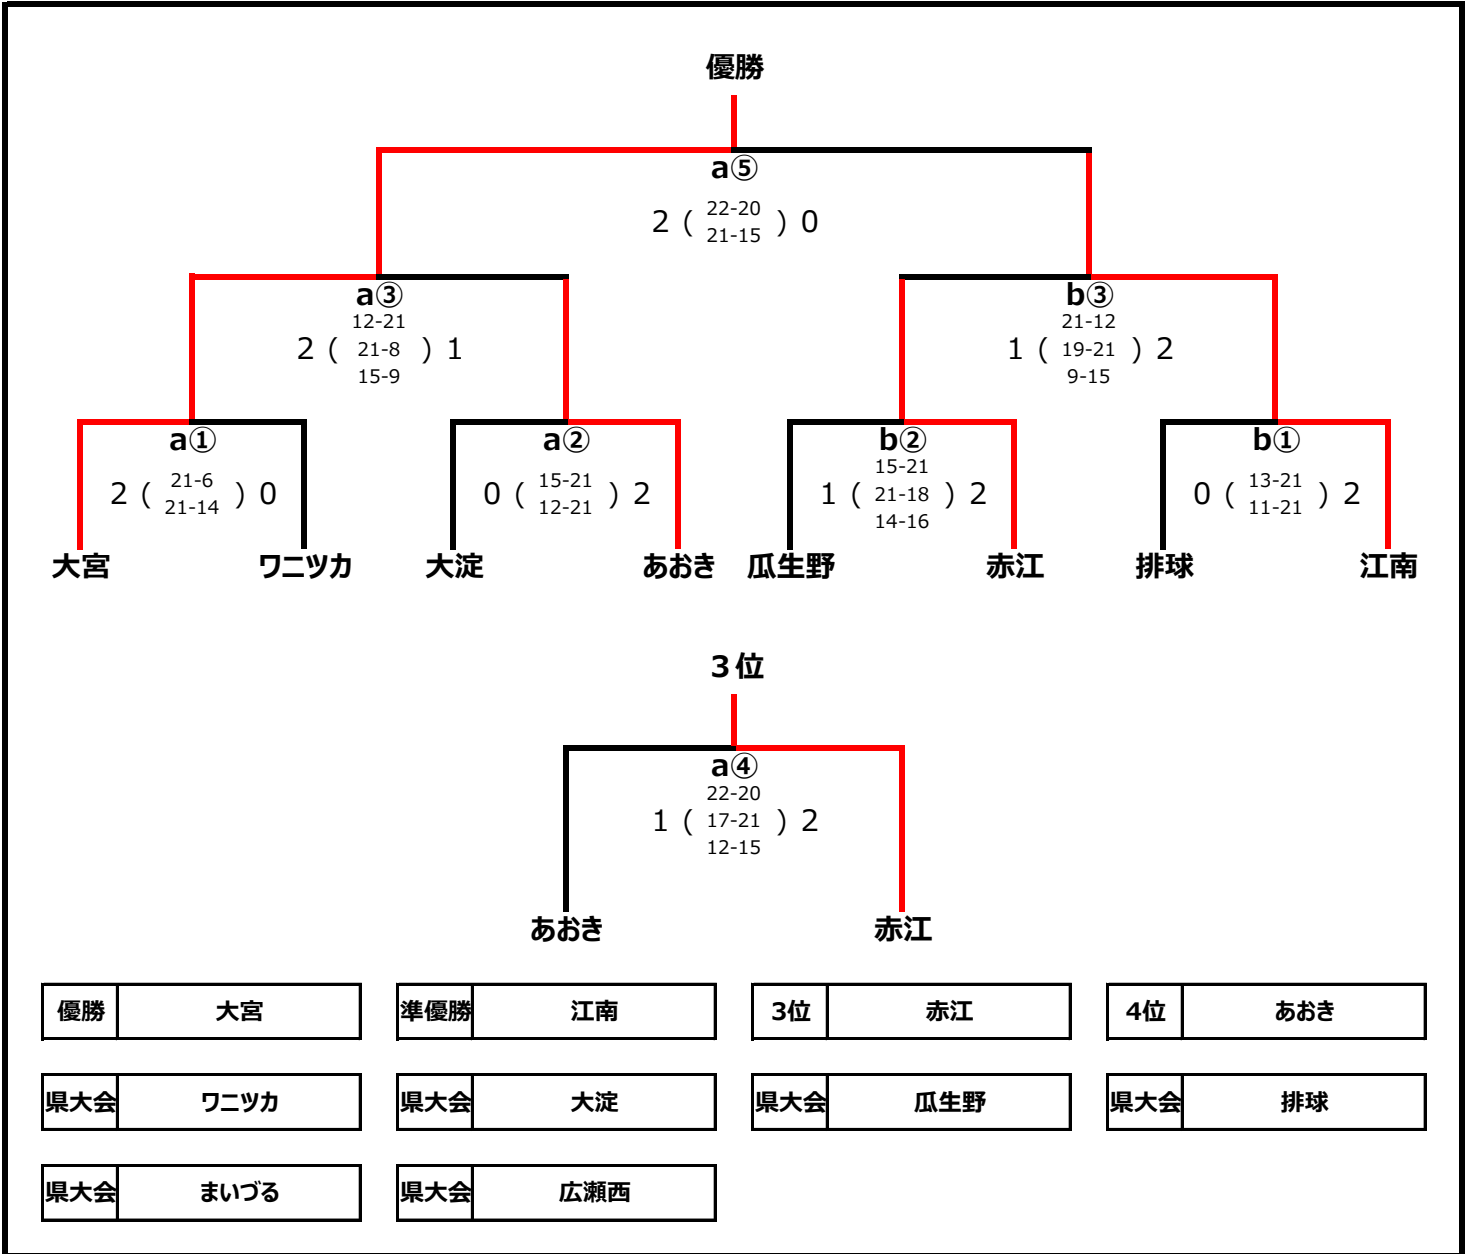 優勝
a⑤
22-20
2 ( ) 0
21-15
a③ b③
12-21 21-12
2 ( 21-8 ) 1 1 ( 19-21 ) 2
15-9 9-15
a① a② b② b①
21-6 15-21 15-21 13-21
2 ( ) 0 0 ( ) 2 1 ( 21-18 ) 2 0 ( ) 2
21-14 12-21 14-16 11-21
大宮 ワニツカ 大淀 あおき 瓜生野 赤江 排球 江南
３位
a④
22-20
1 ( 17-21 ) 2
12-15
あおき 赤江
優勝 大宮 準優勝 江南 3位 赤江 4位 あおき
県大会 ワニツカ 県大会 大淀 県大会 瓜生野 県大会 排球
県大会 まいづる 県大会 広瀬西